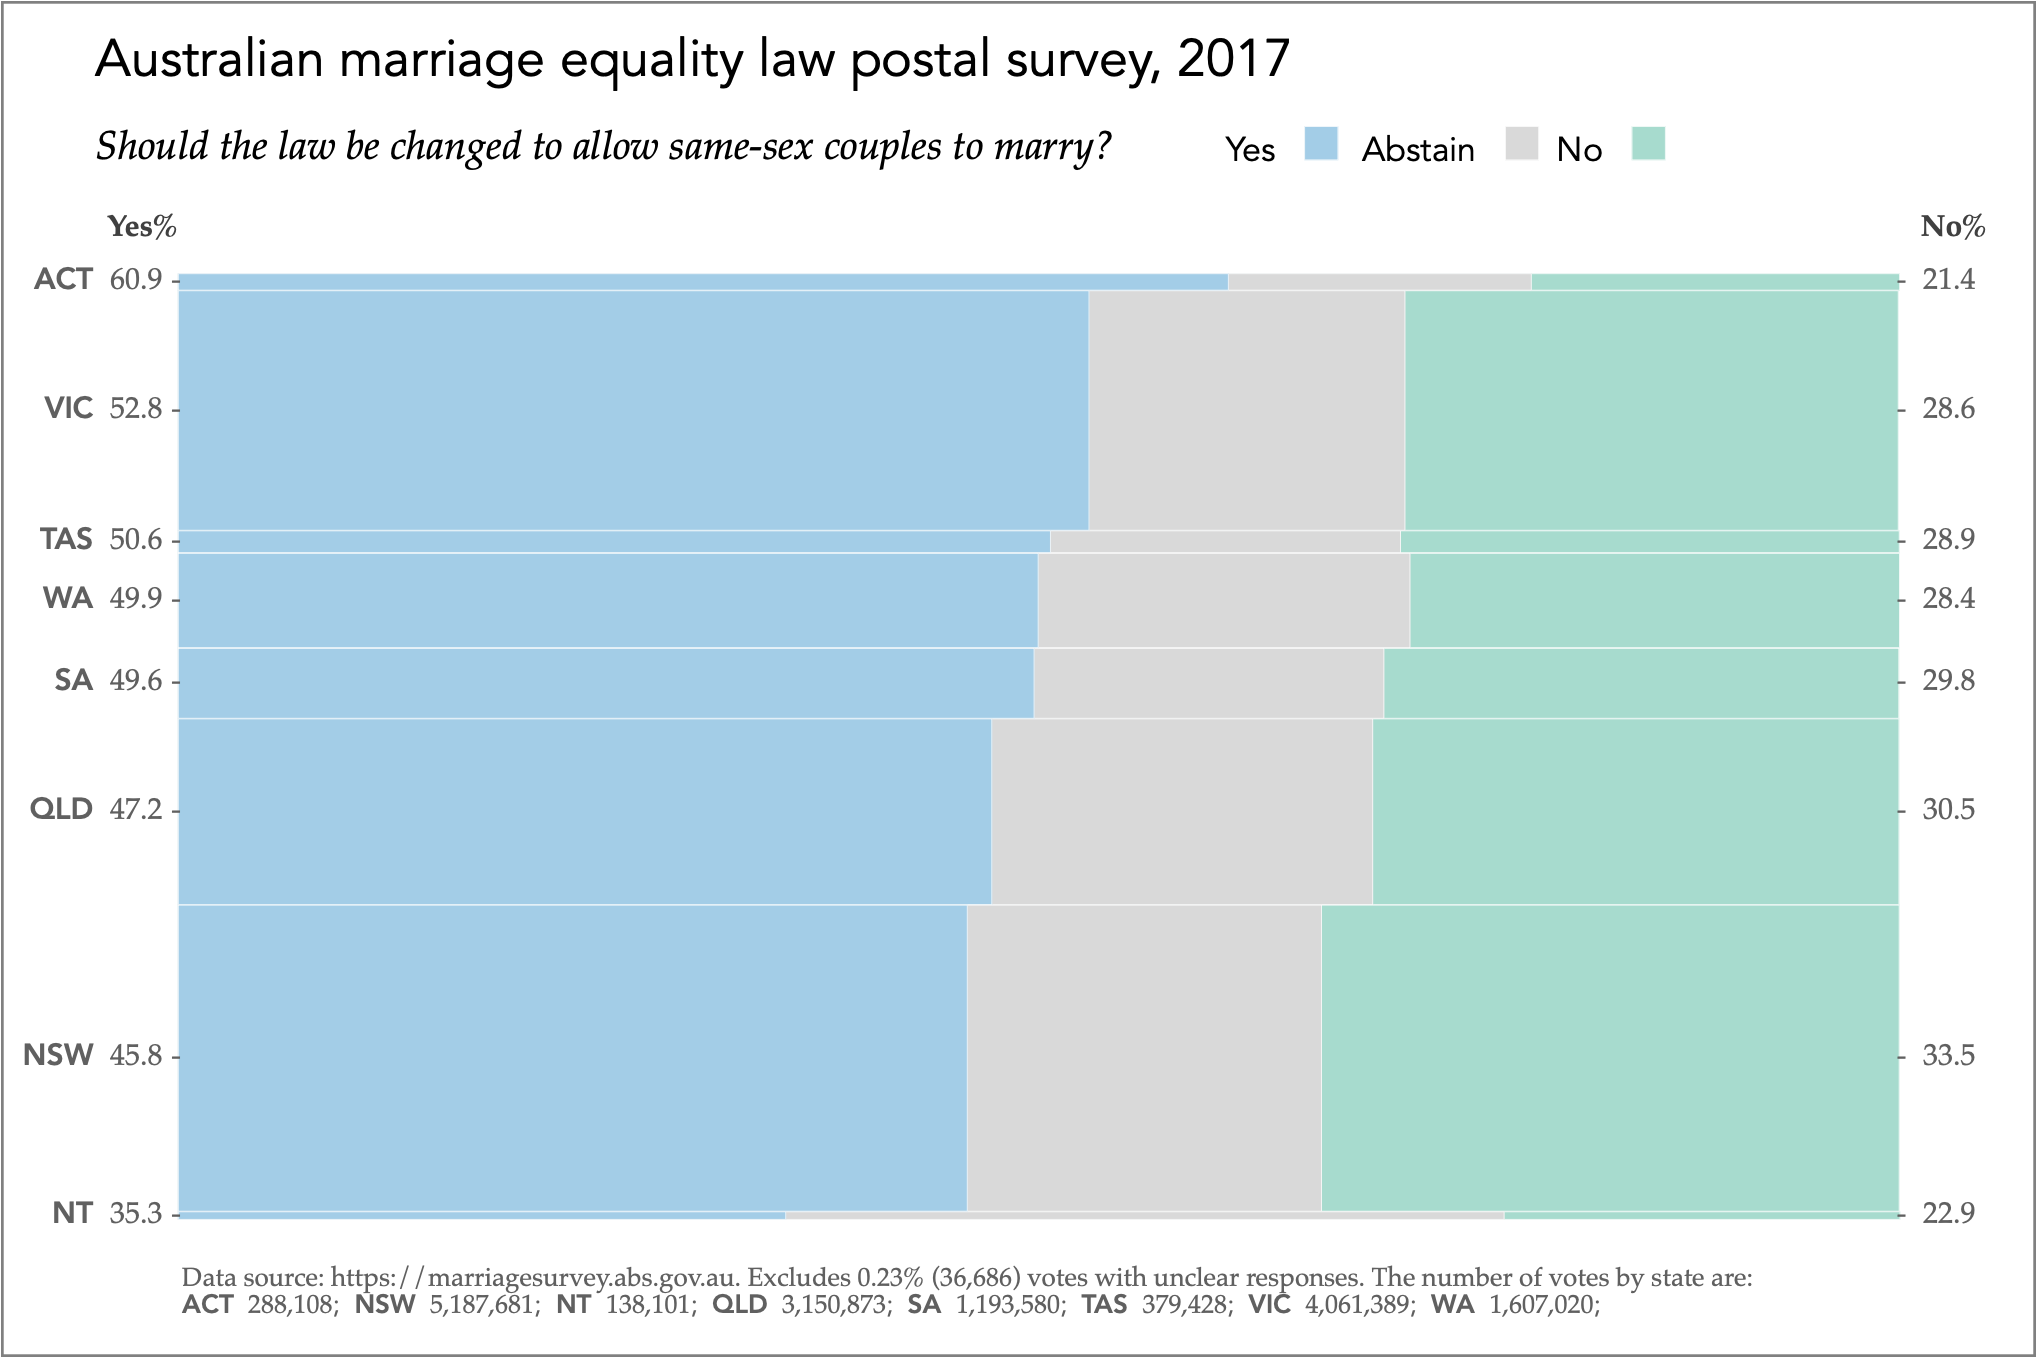 Australian marriage equality law postal survey, 2017
Should the law be changed to allow same-sex couples to marry? Yes Abstain No
Yes% No%
ACT 60.9 21.4
VIC 52.8 28.6
TAS 50.6 28.9
WA 49.9 28.4
SA 49.6 29.8
QLD 47.2 30.5
NSW 45.8 33.5
NT 35.3 22.9
Data source: https://marriagesurvey.abs.gov.au. Excludes 0.23% (36,686) votes with unclear responses. The number of votes by state are:
ACT 288,108; NSW 5,187,681; NT 138,101; QLD 3,150,873; SA 1,193,580; TAS 379,428; VIC 4,061,389; WA 1,607,020;